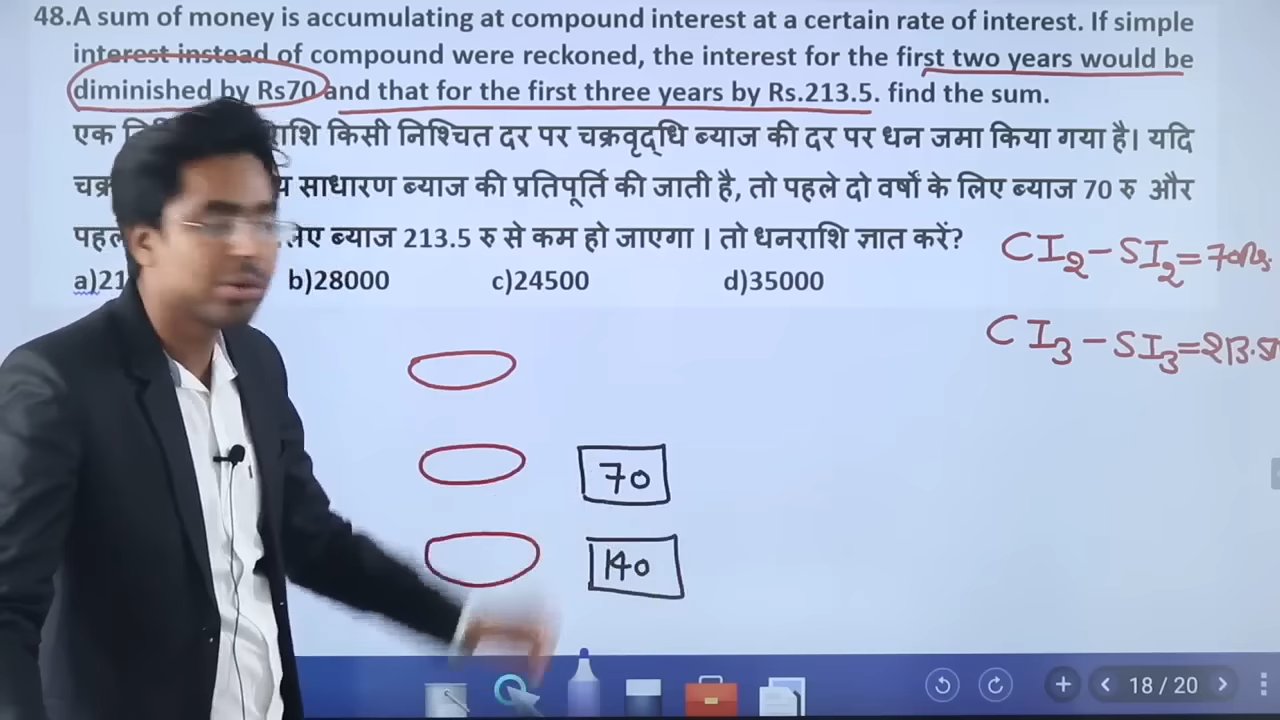 48.A sum of money is accumulating at compound interest at a certain rate of interest. If simple
interest instead of compound were reckoned, the interest for the first two years would be
diminished by Rs70 and that for the first three years by Rs.213.5. find the sum.
एक राशि किसी निश्चित दर पर चक्रवृद्धि ब्याज की दर पर धन जमा किया गया है। यदि
साधारण ब्याज की प्रतिपूर्ति की जाती है, तो पहले दो वर्षों के लिए ब्याज 70 रु और
ब्याज 213.5 रु से कम हो जाएगा । तो धनराशि ज्ञात करें?
a)21 b)28000 c)24500 d)35000
CI2-SI2=70Rs.
CI3-SI3=213.5
70
140
18 / 20